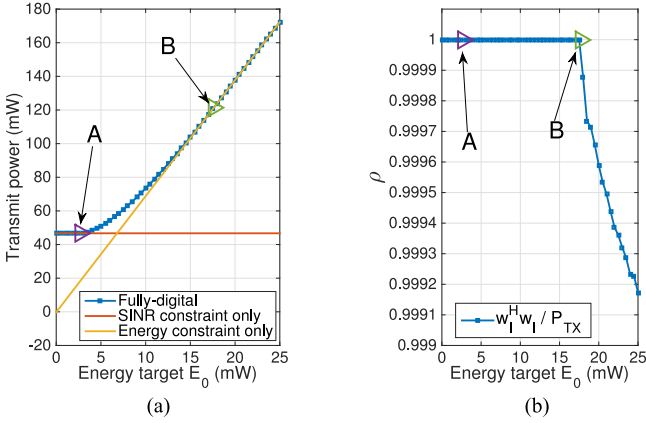 180
160
140
120
100
80
60
40
20
0
-20
Transmit power (mW)
A
B
Fully-digital
SINR constraint only
Energy constraint only
0 5 10 15 20 25
Energy target E0 (mW)
(a)
1
0.9999
0.9998
0.9997
0.9996
0.9995
0.9994
0.9993
0.9992
0.9991
0.999
ρ
A
B
w_I^H w_I / P_TX
0 5 10 15 20 25
Energy target E0 (mW)
(b)